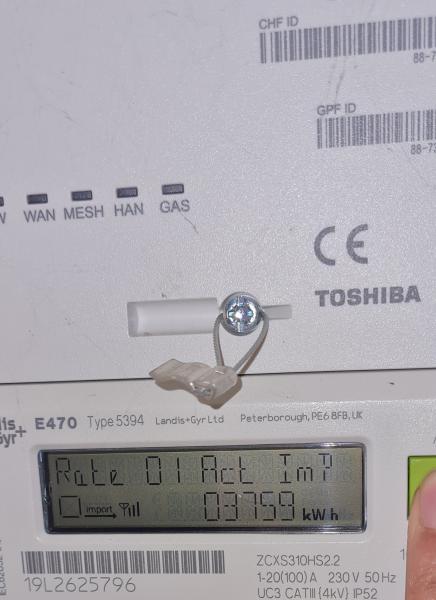 CHF ID
GPF ID
WAN MESH HAN GAS
CE
TOSHIBA
E470 Type 5394 Landis+Gyr Ltd Peterborough, PE6 8FB, UK
Rate 01 Act Imp
import 03759 kWh
19L2625796
ZCXS310HS2.2
1-20(100) A 230 V 50Hz
UC3 CATIII {4kV} IP52